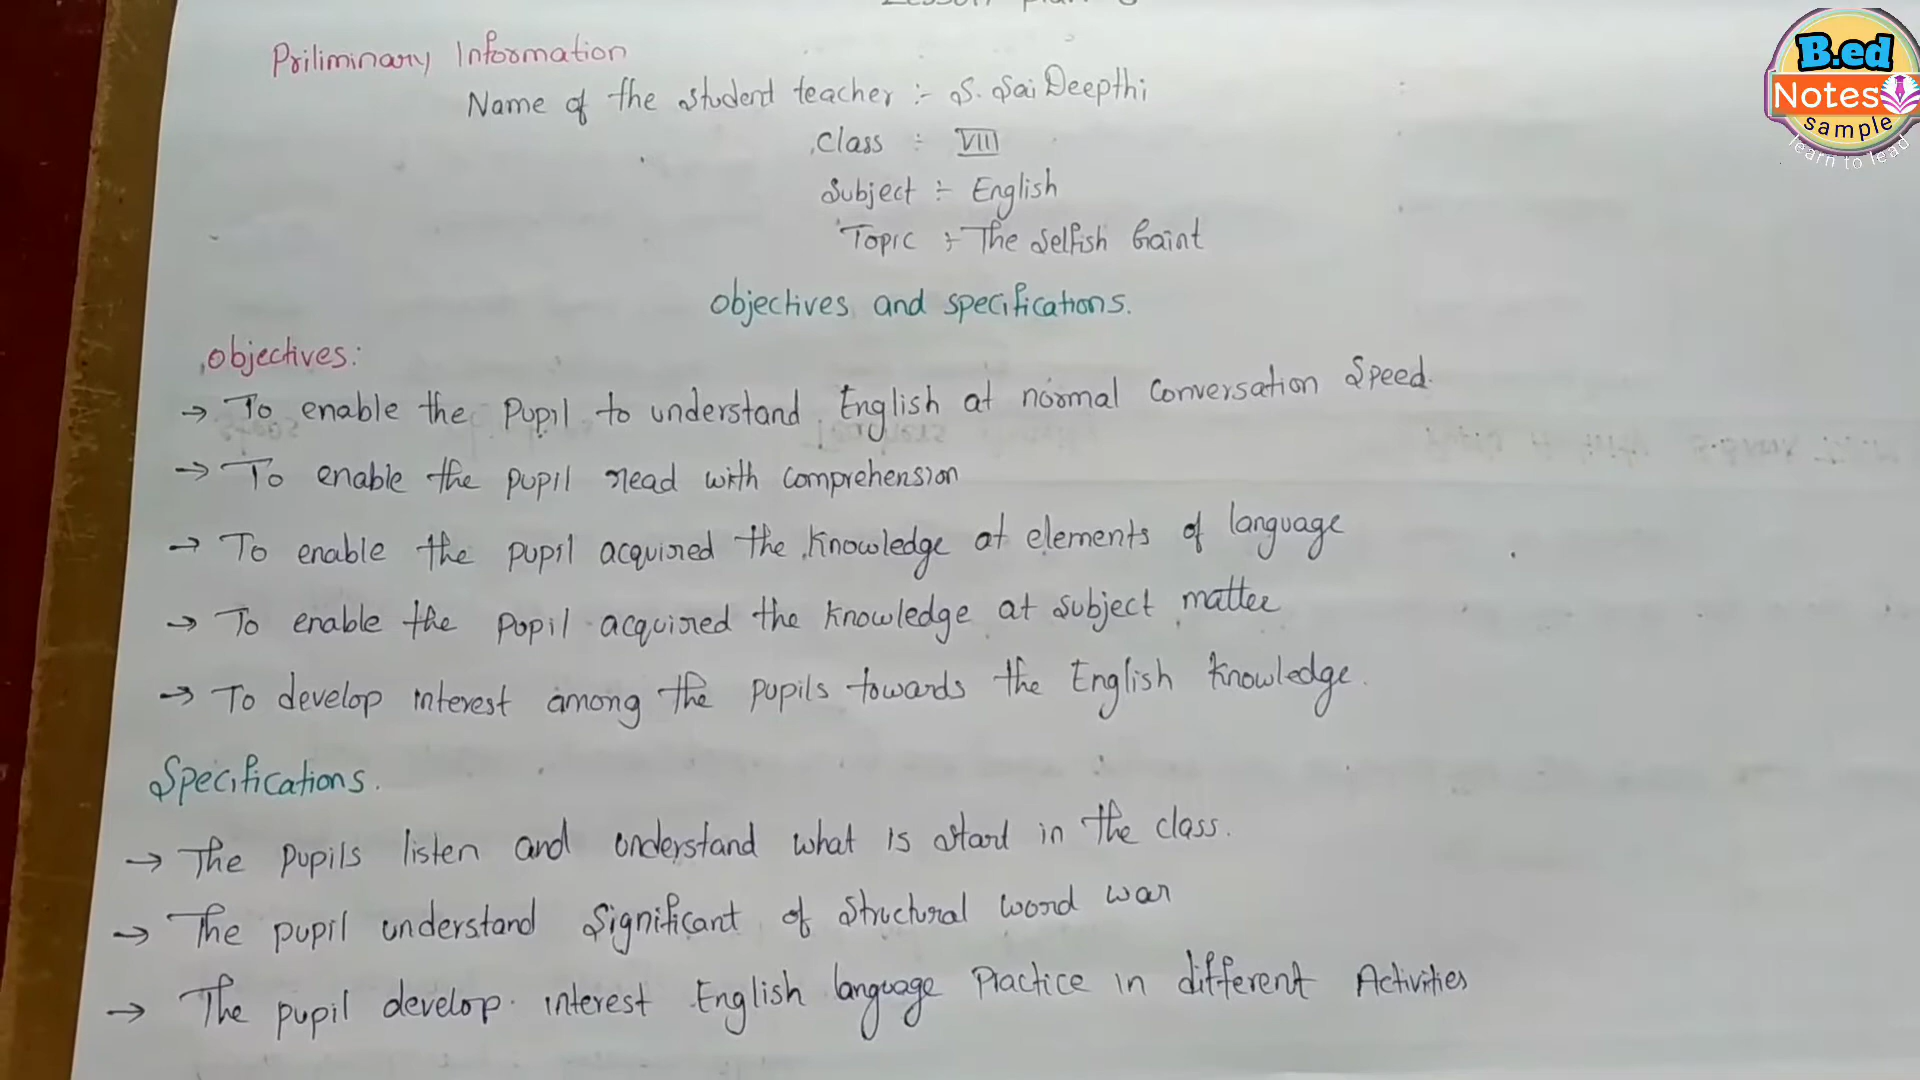 Lesson plan
B.ed
Notes
sample
learn to lead
Priliminary Information
Name of the student teacher :- S. Sai Deepthi
Class : VIII
Subject :- English
Topic :- The Selfish Gaint
objectives and specifications.
objectives:
→ To enable the pupil to understand English at normal conversation speed.
→ To enable the pupil read with comprehension
→ To enable the pupil acquired the knowledge at elements of language
→ To enable the pupil acquired the knowledge at subject matter
→ To develop interest among the pupils towards the English knowledge.
Specifications.
→ The pupils listen and understand what is start in the class.
→ The pupil understand significant of structural word war
→ The pupil develop interest English language Practice in different Activities